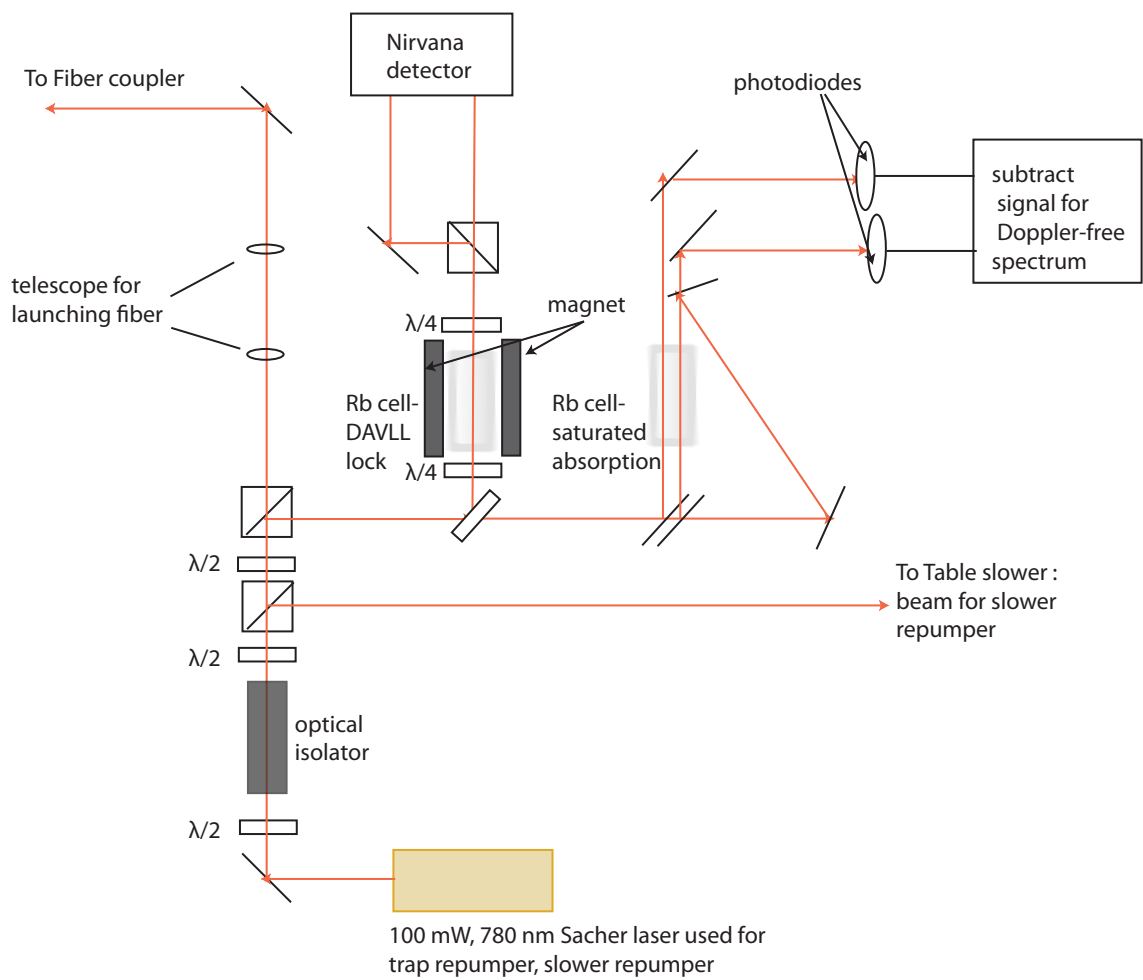 Nirvana
detector
To Fiber coupler
photodiodes
subtract
signal for
Doppler-free
spectrum
telescope for
launching fiber
magnet
λ/4
Rb cell-
DAVLL
lock
Rb cell-
saturated
absorption
λ/4
λ/2
To Table slower :
beam for slower
repumper
λ/2
optical
isolator
λ/2
100 mW, 780 nm Sacher laser used for
trap repumper, slower repumper